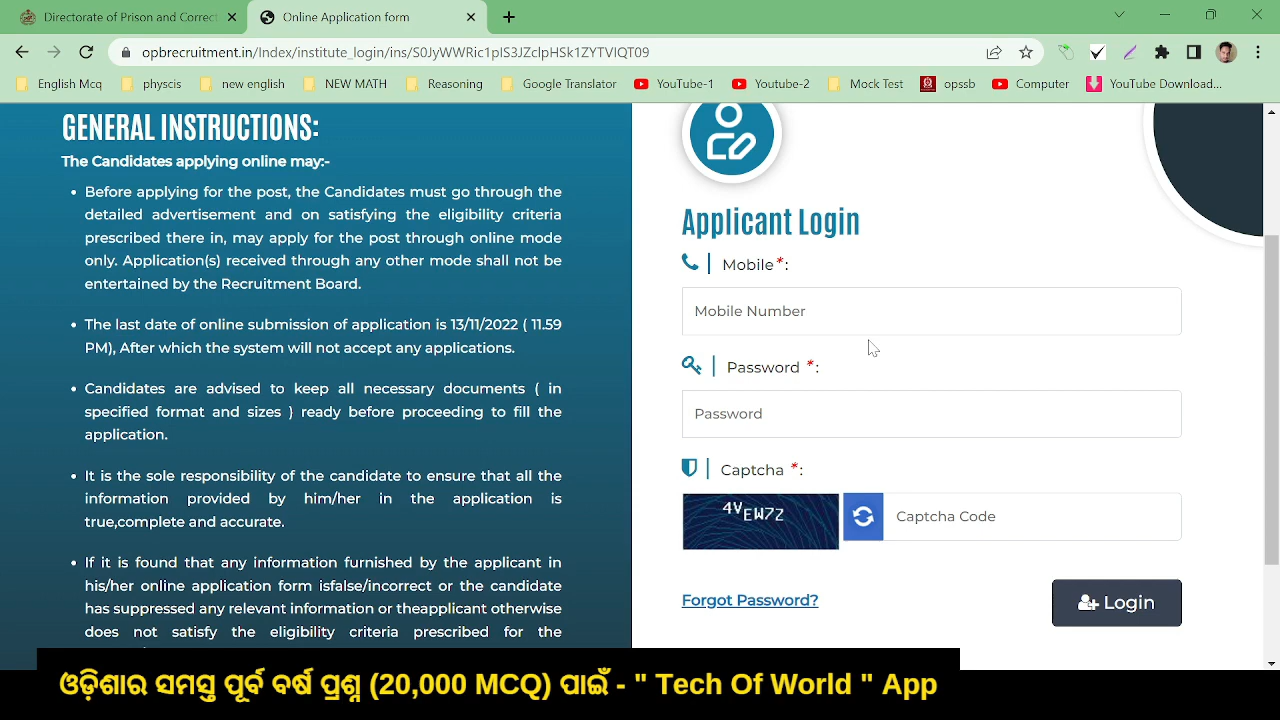 Directorate of Prison and Correct
Online Application form
opbrecruitment.in/Index/institute_login/ins/S0JyWWRic1pIS3JZclpHSk1ZYTVIQT09
English Mcq
physcis
new english
NEW MATH
Reasoning
Google Translator
YouTube-1
Youtube-2
Mock Test
opssb
Computer
YouTube Download...
GENERAL INSTRUCTIONS:
The Candidates applying online may:-
• Before applying for the post, the Candidates must go through the
detailed advertisement and on satisfying the eligibility criteria
prescribed there in, may apply for the post through online mode
only. Application(s) received through any other mode shall not be
entertained by the Recruitment Board.
• The last date of online submission of application is 13/11/2022 ( 11.59
PM), After which the system will not accept any applications.
• Candidates are advised to keep all necessary documents ( in
specified format and sizes } ready before proceeding to fill the
application.
• It is the sole responsibility of the candidate to ensure that all the
information provided by him/her in the application is
true,complete and accurate.
• If it is found that any information furnished by the applicant in
his/her online application form isfalse/incorrect or the candidate
has suppressed any relevant information or theapplicant otherwise
does not satisfy the eligibility criteria prescribed for the
Applicant Login
Mobile*:
Mobile Number
Password *:
Password
Captcha *:
4VEW7Z
Captcha Code
Forgot Password?
Login
ଓଡ଼ିଶାର ସମସ୍ତ ପୂର୍ବ ବର୍ଷ ପ୍ରଶ୍ନ (20,000 MCQ) ପାଇଁ - " Tech Of World " App